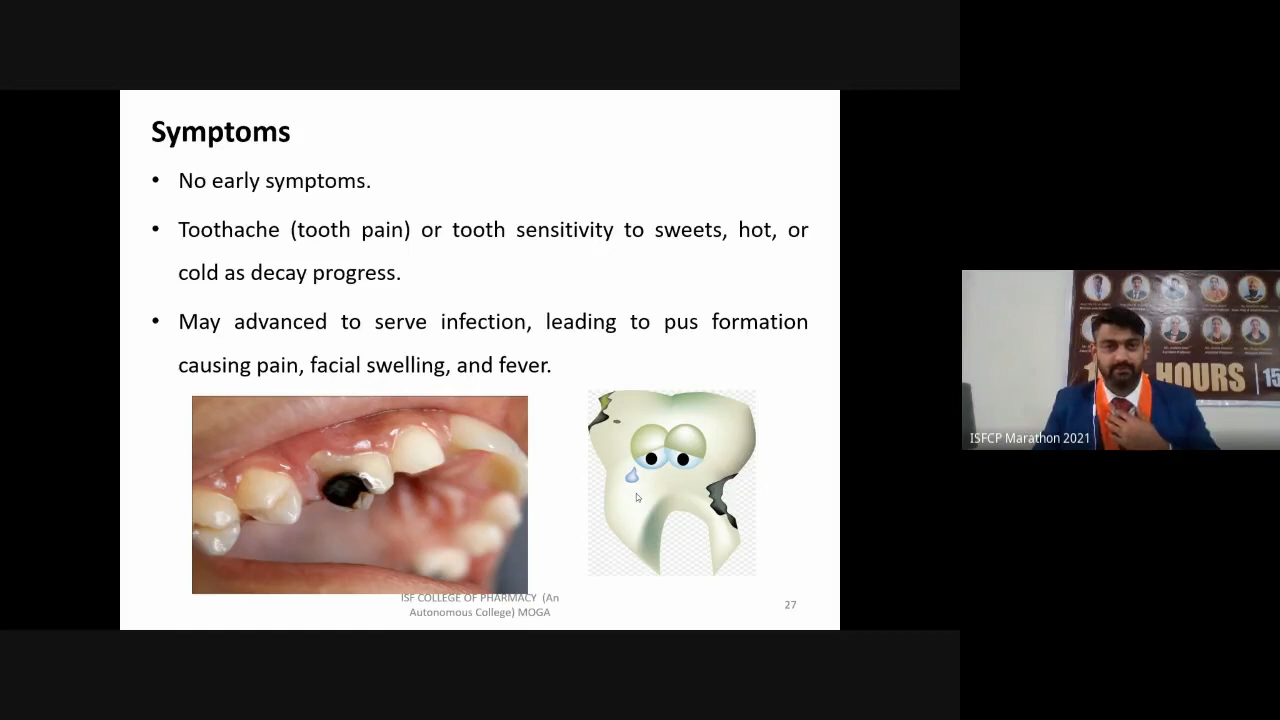 Symptoms
• No early symptoms.
• Toothache (tooth pain) or tooth sensitivity to sweets, hot, or
cold as decay progress.
• May advanced to serve infection, leading to pus formation
causing pain, facial swelling, and fever.
ISF COLLEGE OF PHARMACY (An
Autonomous College) MOGA
27
HOURS
15
ISFCP Marathon 2021